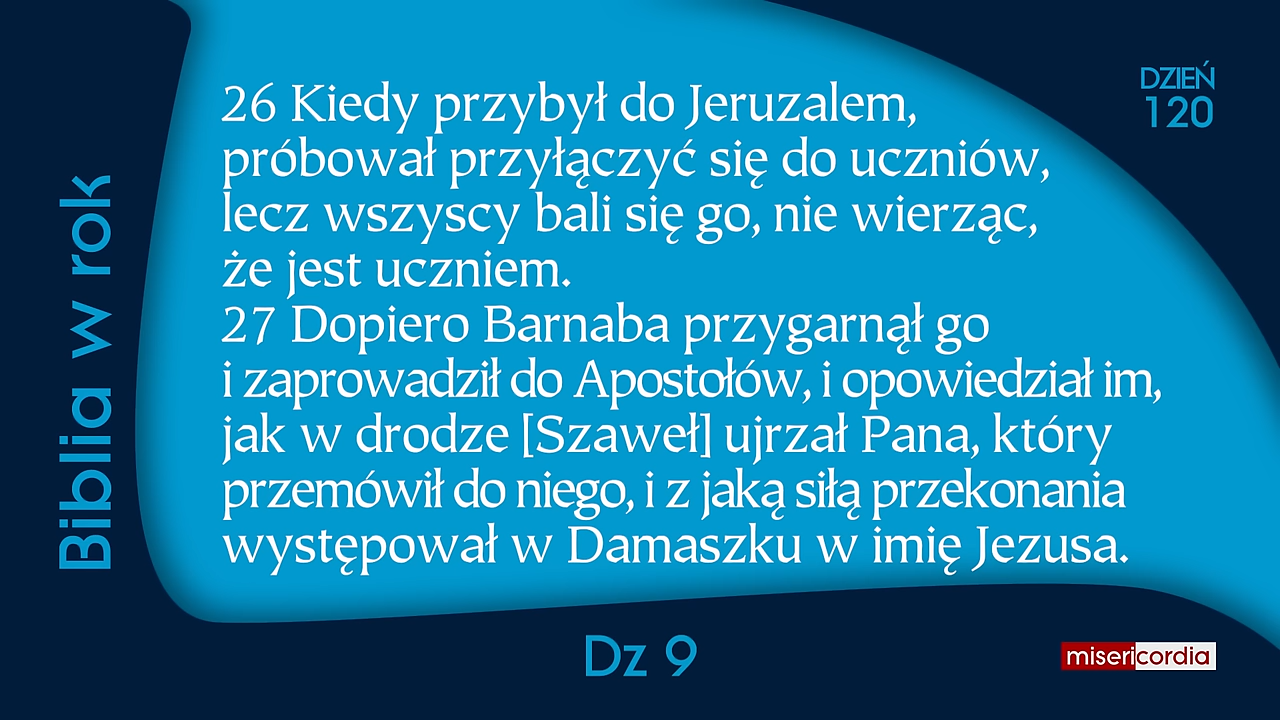 DZIEŃ
120
26 Kiedy przybył do Jeruzalem,
próbował przyłączyć się do uczniów,
lecz wszyscy bali się go, nie wierząc,
że jest uczniem.
27 Dopiero Barnaba przygarnął go
i zaprowadził do Apostołów, i opowiedział im,
jak w drodze [Szaweł] ujrzał Pana, który
przemówił do niego, i z jaką siłą przekonania
występował w Damaszku w imię Jezusa.
Biblia w rok
Dz 9
misericordia